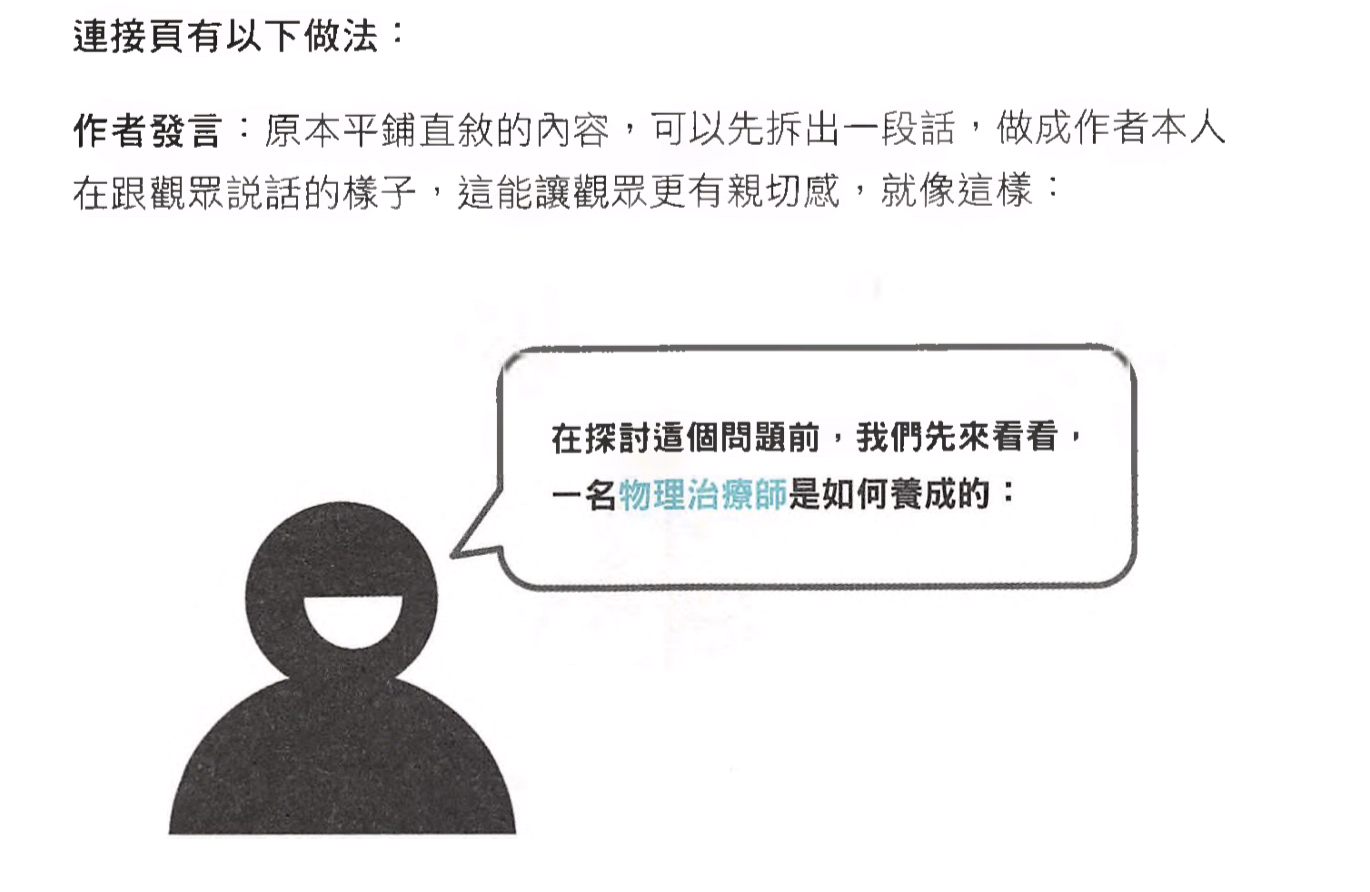 連接頁有以下做法：
作者發言：原本平鋪直敘的內容，可以先拆出一段話，做成作者本人
在跟觀眾説話的樣子，這能讓觀眾更有親切感，就像這樣：
在探討這個問題前，我們先來看看，
一名物理治療師是如何養成的：